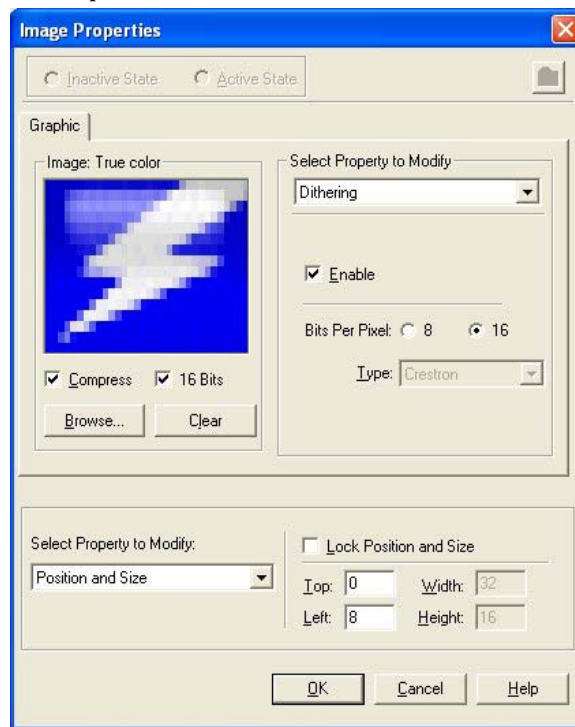 Image Properties
Inactive State Active State
Graphic
Image: True color
Compress 16 Bits
Browse... Clear
Select Property to Modify
Dithering
Enable
Bits Per Pixel: 8 16
Type: Crestron
Select Property to Modify:
Position and Size
Lock Position and Size
Top: 0 Width: 32
Left: 8 Height: 16
OK Cancel Help